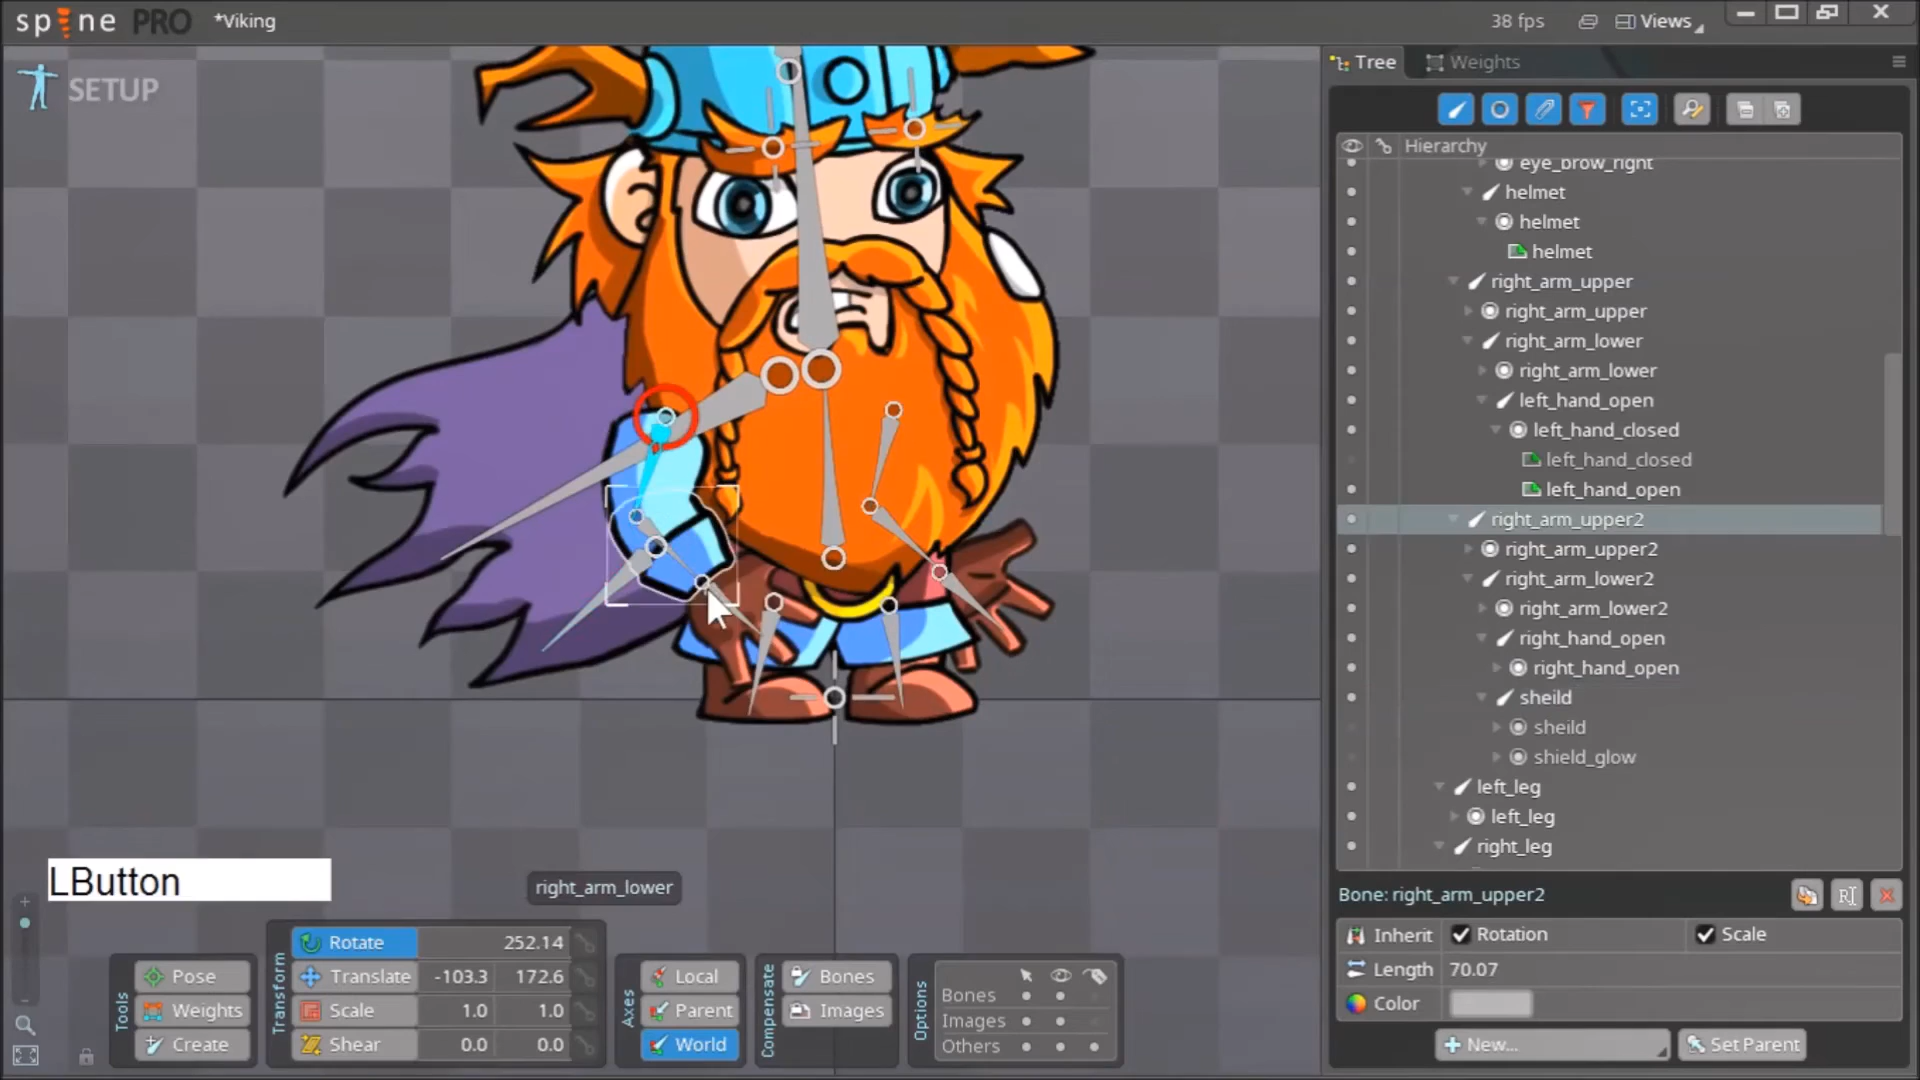 spine PRO *Viking 38 fps Views
SETUP
Tree Weights
Hierarchy
eye_brow_right
helmet
helmet
helmet
right_arm_upper
right_arm_upper
right_arm_lower
right_arm_lower
left_hand_open
left_hand_closed
left_hand_closed
left_hand_open
right_arm_upper2
right_arm_upper2
right_arm_lower2
right_arm_lower2
right_hand_open
right_hand_open
sheild
sheild
shield_glow
left_leg
left_leg
right_leg
LButton
right_arm_lower
Tools
Pose
Weights
Create
Transform
Rotate 252.14
Translate -103.3 172.6
Scale 1.0 1.0
Shear 0.0 0.0
Axes
Local
Parent
World
Compensate
Bones
Images
Options
Bones
Images
Others
Bone: right_arm_upper2
Inherit Rotation Scale
Length 70.07
Color
New... Set Parent